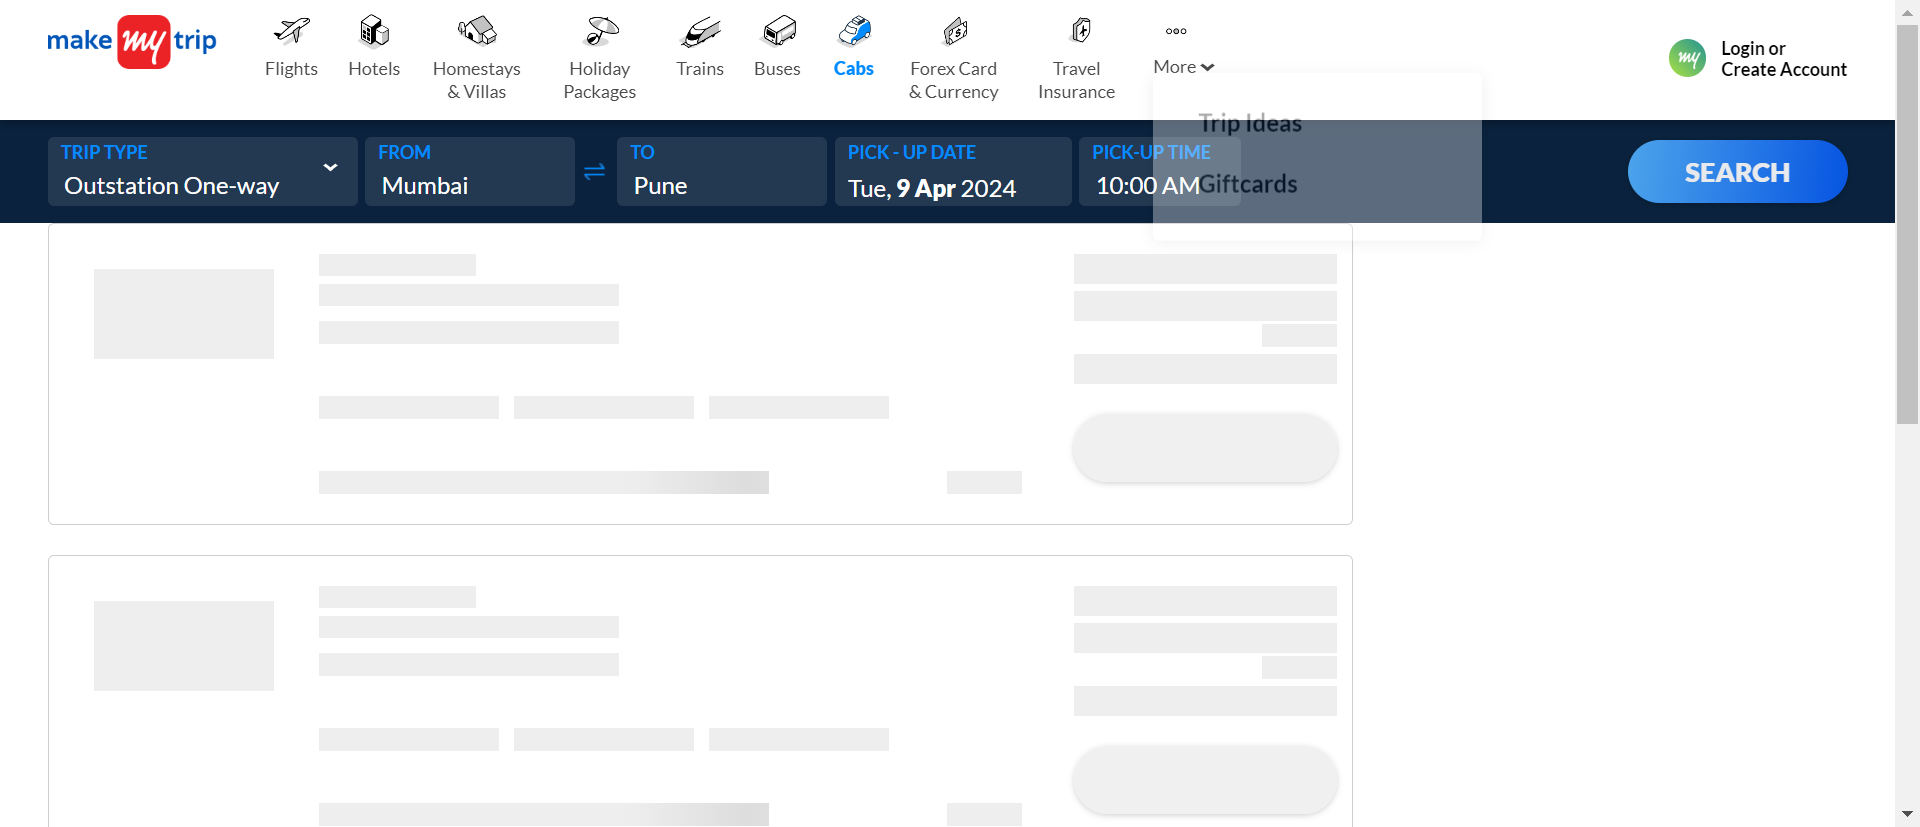 make my trip
Flights
Hotels
Homestays
& Villas
Holiday
Packages
Trains
Buses
Cabs
Forex Card
& Currency
Travel
Insurance
More
my
Login or
Create Account
Trip Ideas
Giftcards
TRIP TYPE
Outstation One-way
FROM
Mumbai
TO
Pune
PICK - UP DATE
Tue, 9 Apr 2024
PICK-UP TIME
10:00 AM
SEARCH